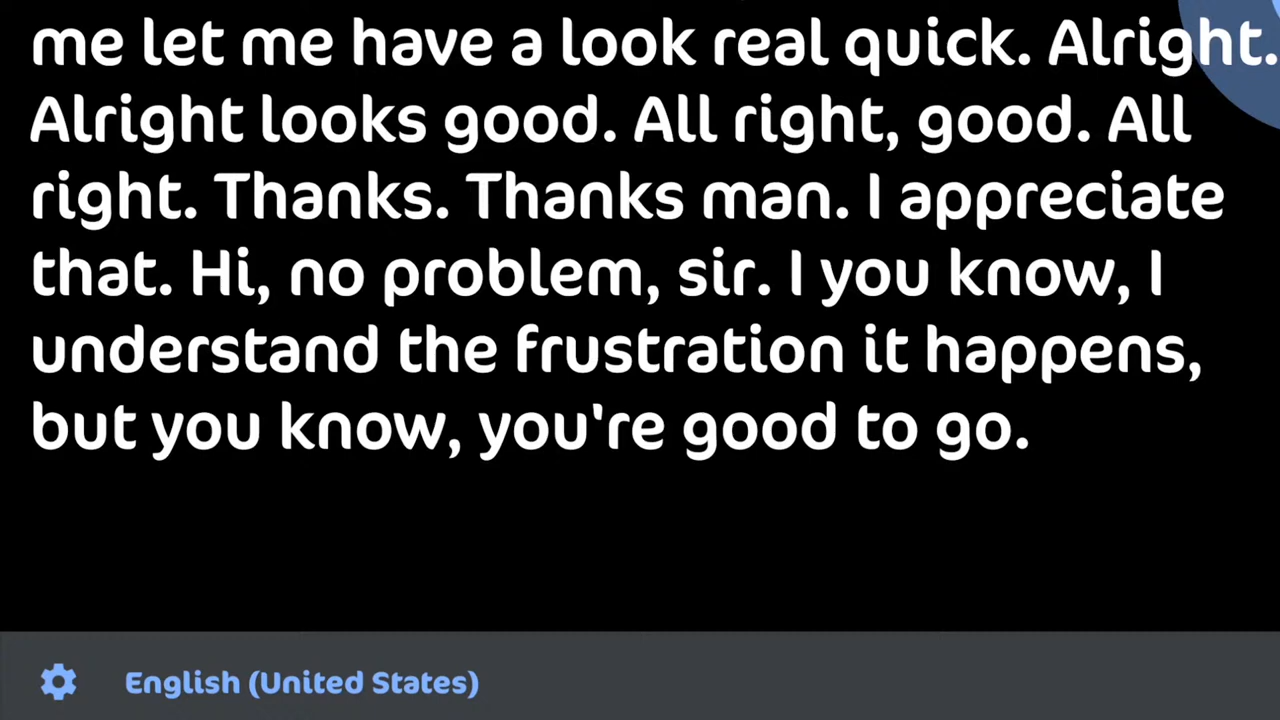 me let me have a look real quick. Alright.
Alright looks good. All right, good. All
right. Thanks. Thanks man. I appreciate
that. Hi, no problem, sir. I you know, I
understand the frustration it happens,
but you know, you're good to go.
English (United States)